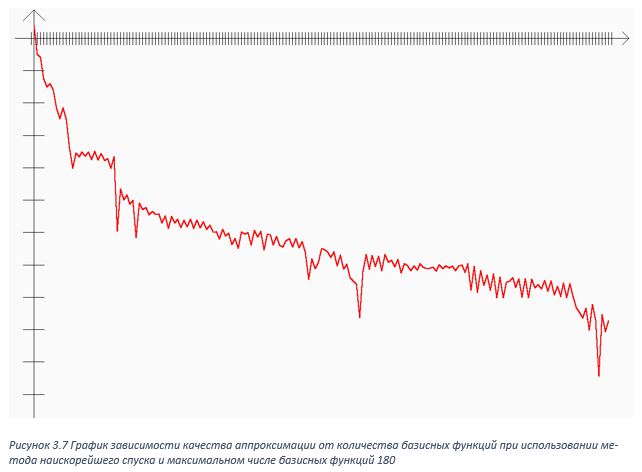 Рисунок 3.7 График зависимости качества аппроксимации от количества базисных функций при использовании ме-
тода наискорейшего спуска и максимальном числе базисных функций 180